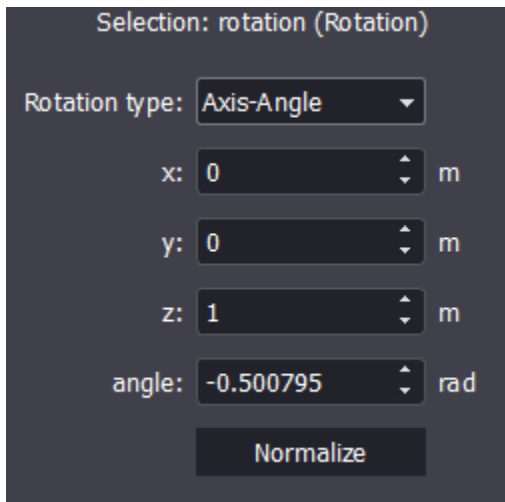 Selection: rotation (Rotation)
Rotation type: Axis-Angle
x: 0 m
y: 0 m
z: 1 m
angle: -0.500795 rad
Normalize